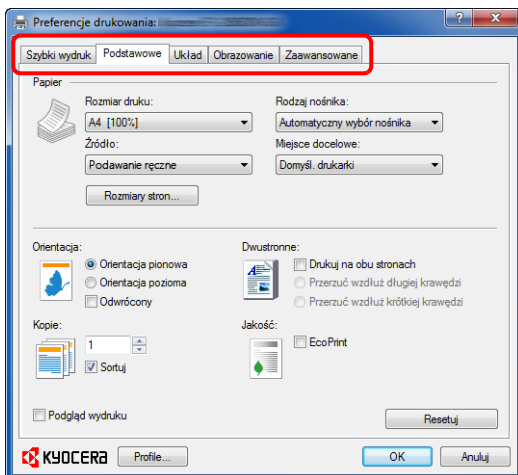 Preferencje drukowania:
Szybki wydruk Podstawowe Układ Obrazowanie Zaawansowane
Papier
Rozmiar druku: Rodzaj nośnika:
A4 [100%] Automatyczny wybór nośnika
Źródło: Miejsce docelowe:
Podawanie ręczne Domyśl. drukarki
Rozmiary stron...
Orientacja: Dwustronne:
Orientacja pionowa Drukuj na obu stronach
Orientacja pozioma Przerzuć wzdłuż długiej krawędzi
Odwrócony Przerzuć wzdłuż krótkiej krawędzi
Kopie: Jakość:
1 EcoPrint
Sortuj
Podgląd wydruku Resetuj
KYOCERA Profile... OK Anuluj